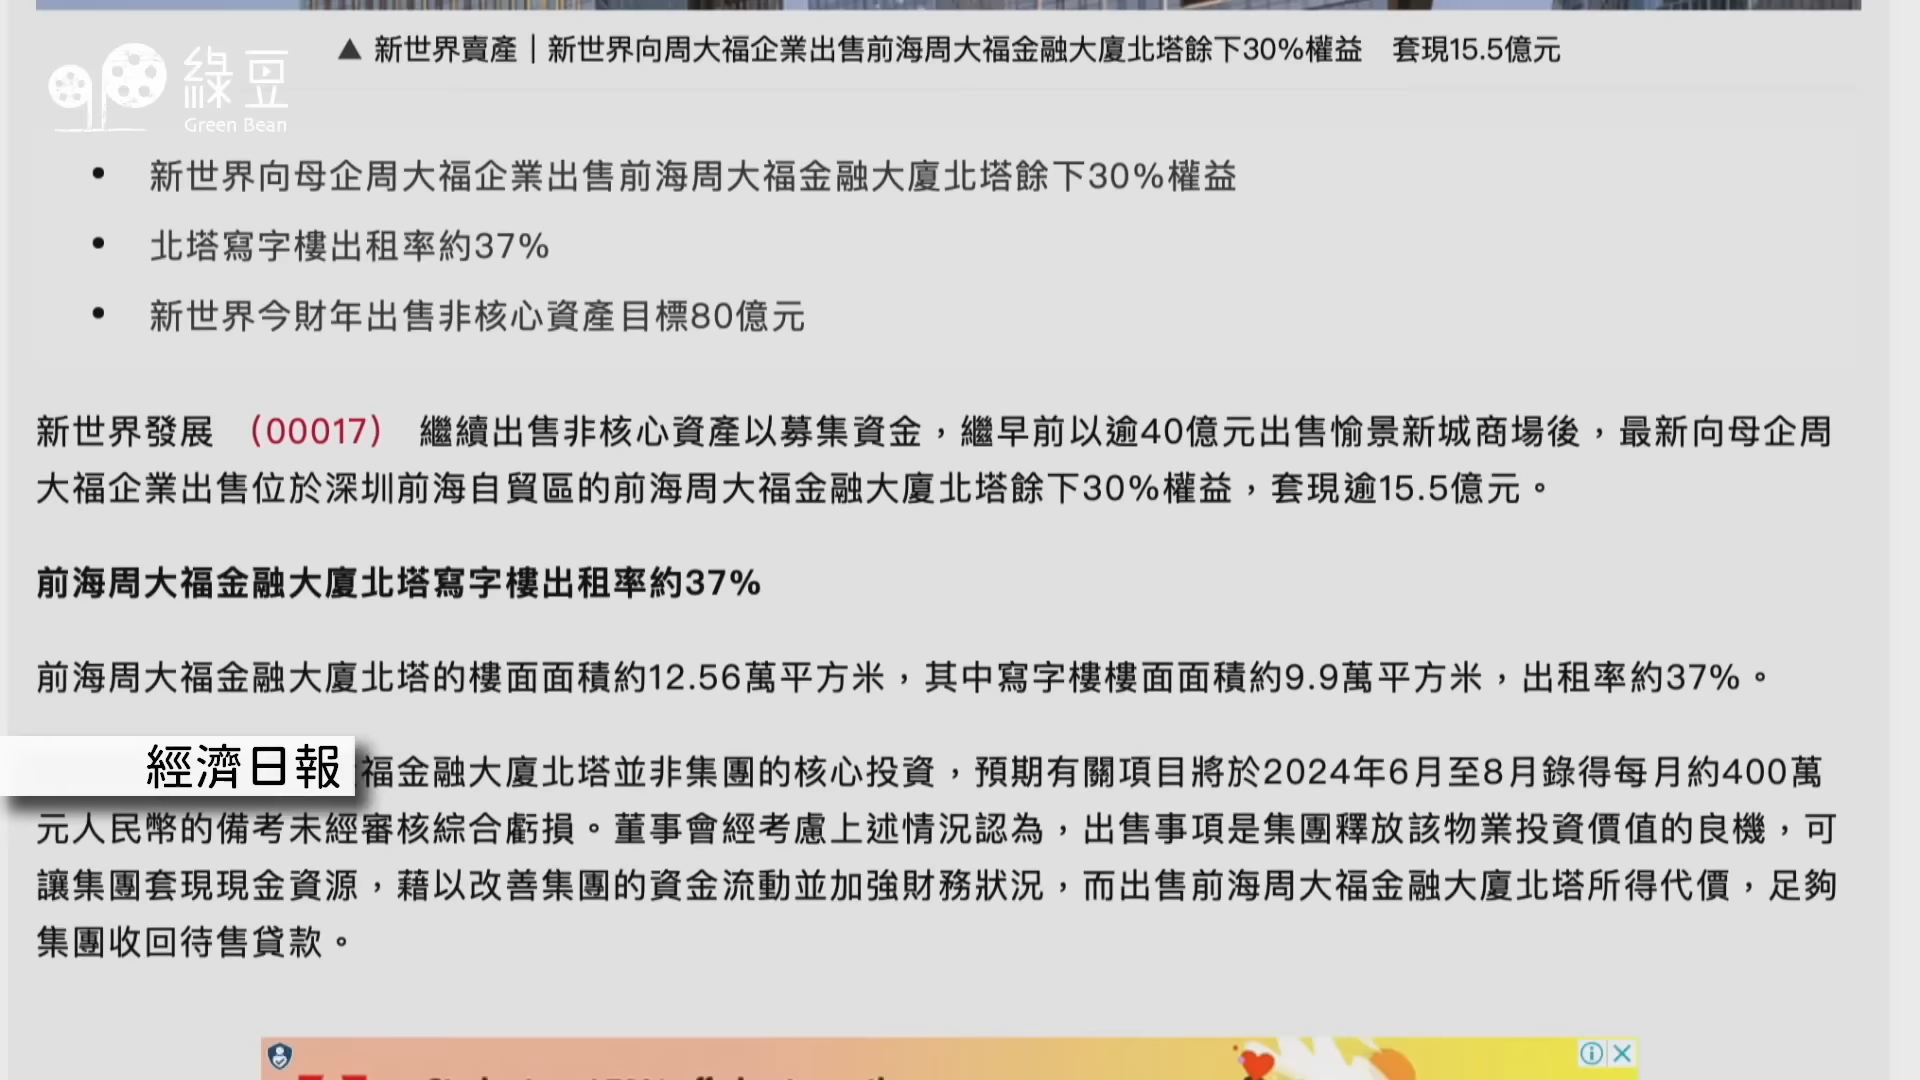 ▲ 新世界賣產｜新世界向周大福企業出售前海周大福金融大廈北塔餘下30%權益　套現15.5億元
綠豆
Green Bean
• 新世界向母企周大福企業出售前海周大福金融大廈北塔餘下30%權益
• 北塔寫字樓出租率約37%
• 新世界今財年出售非核心資產目標80億元
新世界發展 （00017） 繼續出售非核心資產以募集資金，繼早前以逾40億元出售愉景新城商場後，最新向母企周
大福企業出售位於深圳前海自貿區的前海周大福金融大廈北塔餘下30%權益，套現逾15.5億元。
前海周大福金融大廈北塔寫字樓出租率約37%
前海周大福金融大廈北塔的樓面面積約12.56萬平方米，其中寫字樓樓面面積約9.9萬平方米，出租率約37%。
經濟日報
福金融大廈北塔並非集團的核心投資，預期有關項目將於2024年6月至8月錄得每月約400萬
元人民幣的備考未經審核綜合虧損。董事會經考慮上述情況認為，出售事項是集團釋放該物業投資價值的良機，可
讓集團套現現金資源，藉以改善集團的資金流動並加強財務狀況，而出售前海周大福金融大廈北塔所得代價，足夠
集團收回待售貸款。